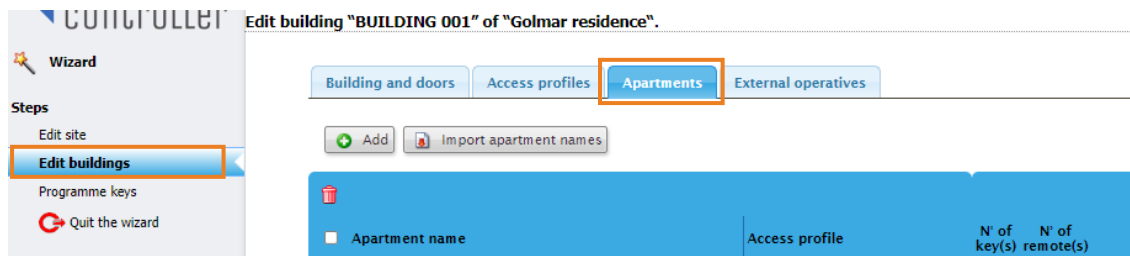 controller
Edit building “BUILDING 001” of “Golmar residence“.
Wizard
Building and doors Access profiles Apartments External operatives
Steps
Edit site
Add Import apartment names
Edit buildings
Programme keys
Quit the wizard
Apartment name Access profile N' of key(s) N' of remote(s)